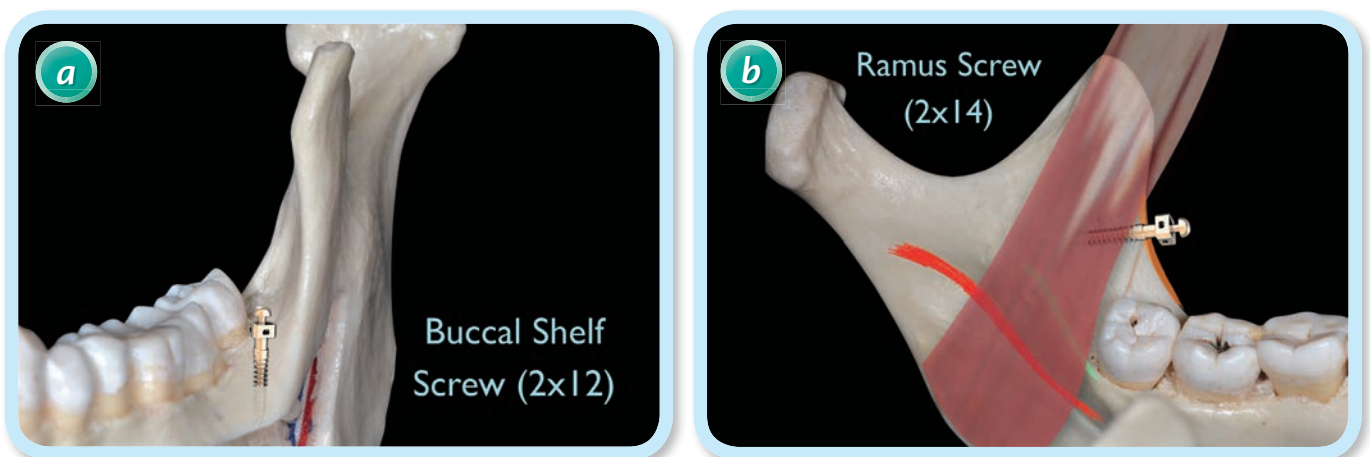 a
Buccal Shelf
Screw (2x12)
b
Ramus Screw
(2x14)